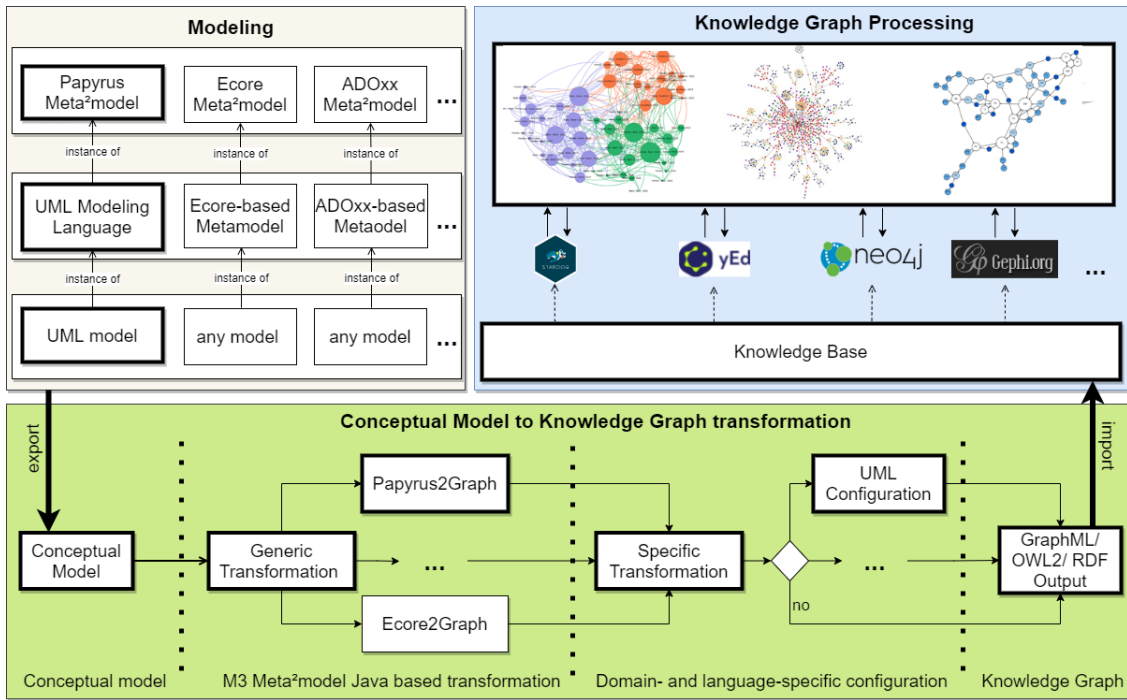 Modeling
Papyrus
Meta²model
Ecore
Meta²model
ADOxx
Meta²model
...
instance of
instance of
instance of
UML Modeling
Language
Ecore-based
Metamodel
ADOxx-based
Metaodel
...
instance of
instance of
instance of
UML model
any model
any model
...
Knowledge Graph Processing
STARDOG
yEd
neo4j
Gephi.org
...
Knowledge Base
export
import
Conceptual Model to Knowledge Graph transformation
Conceptual
Model
Generic
Transformation
Papyrus2Graph
...
Ecore2Graph
Specific
Transformation
UML
Configuration
...
no
GraphML/
OWL2/ RDF
Output
Conceptual model
M3 Meta²model Java based transformation
Domain- and language-specific configuration
Knowledge Graph